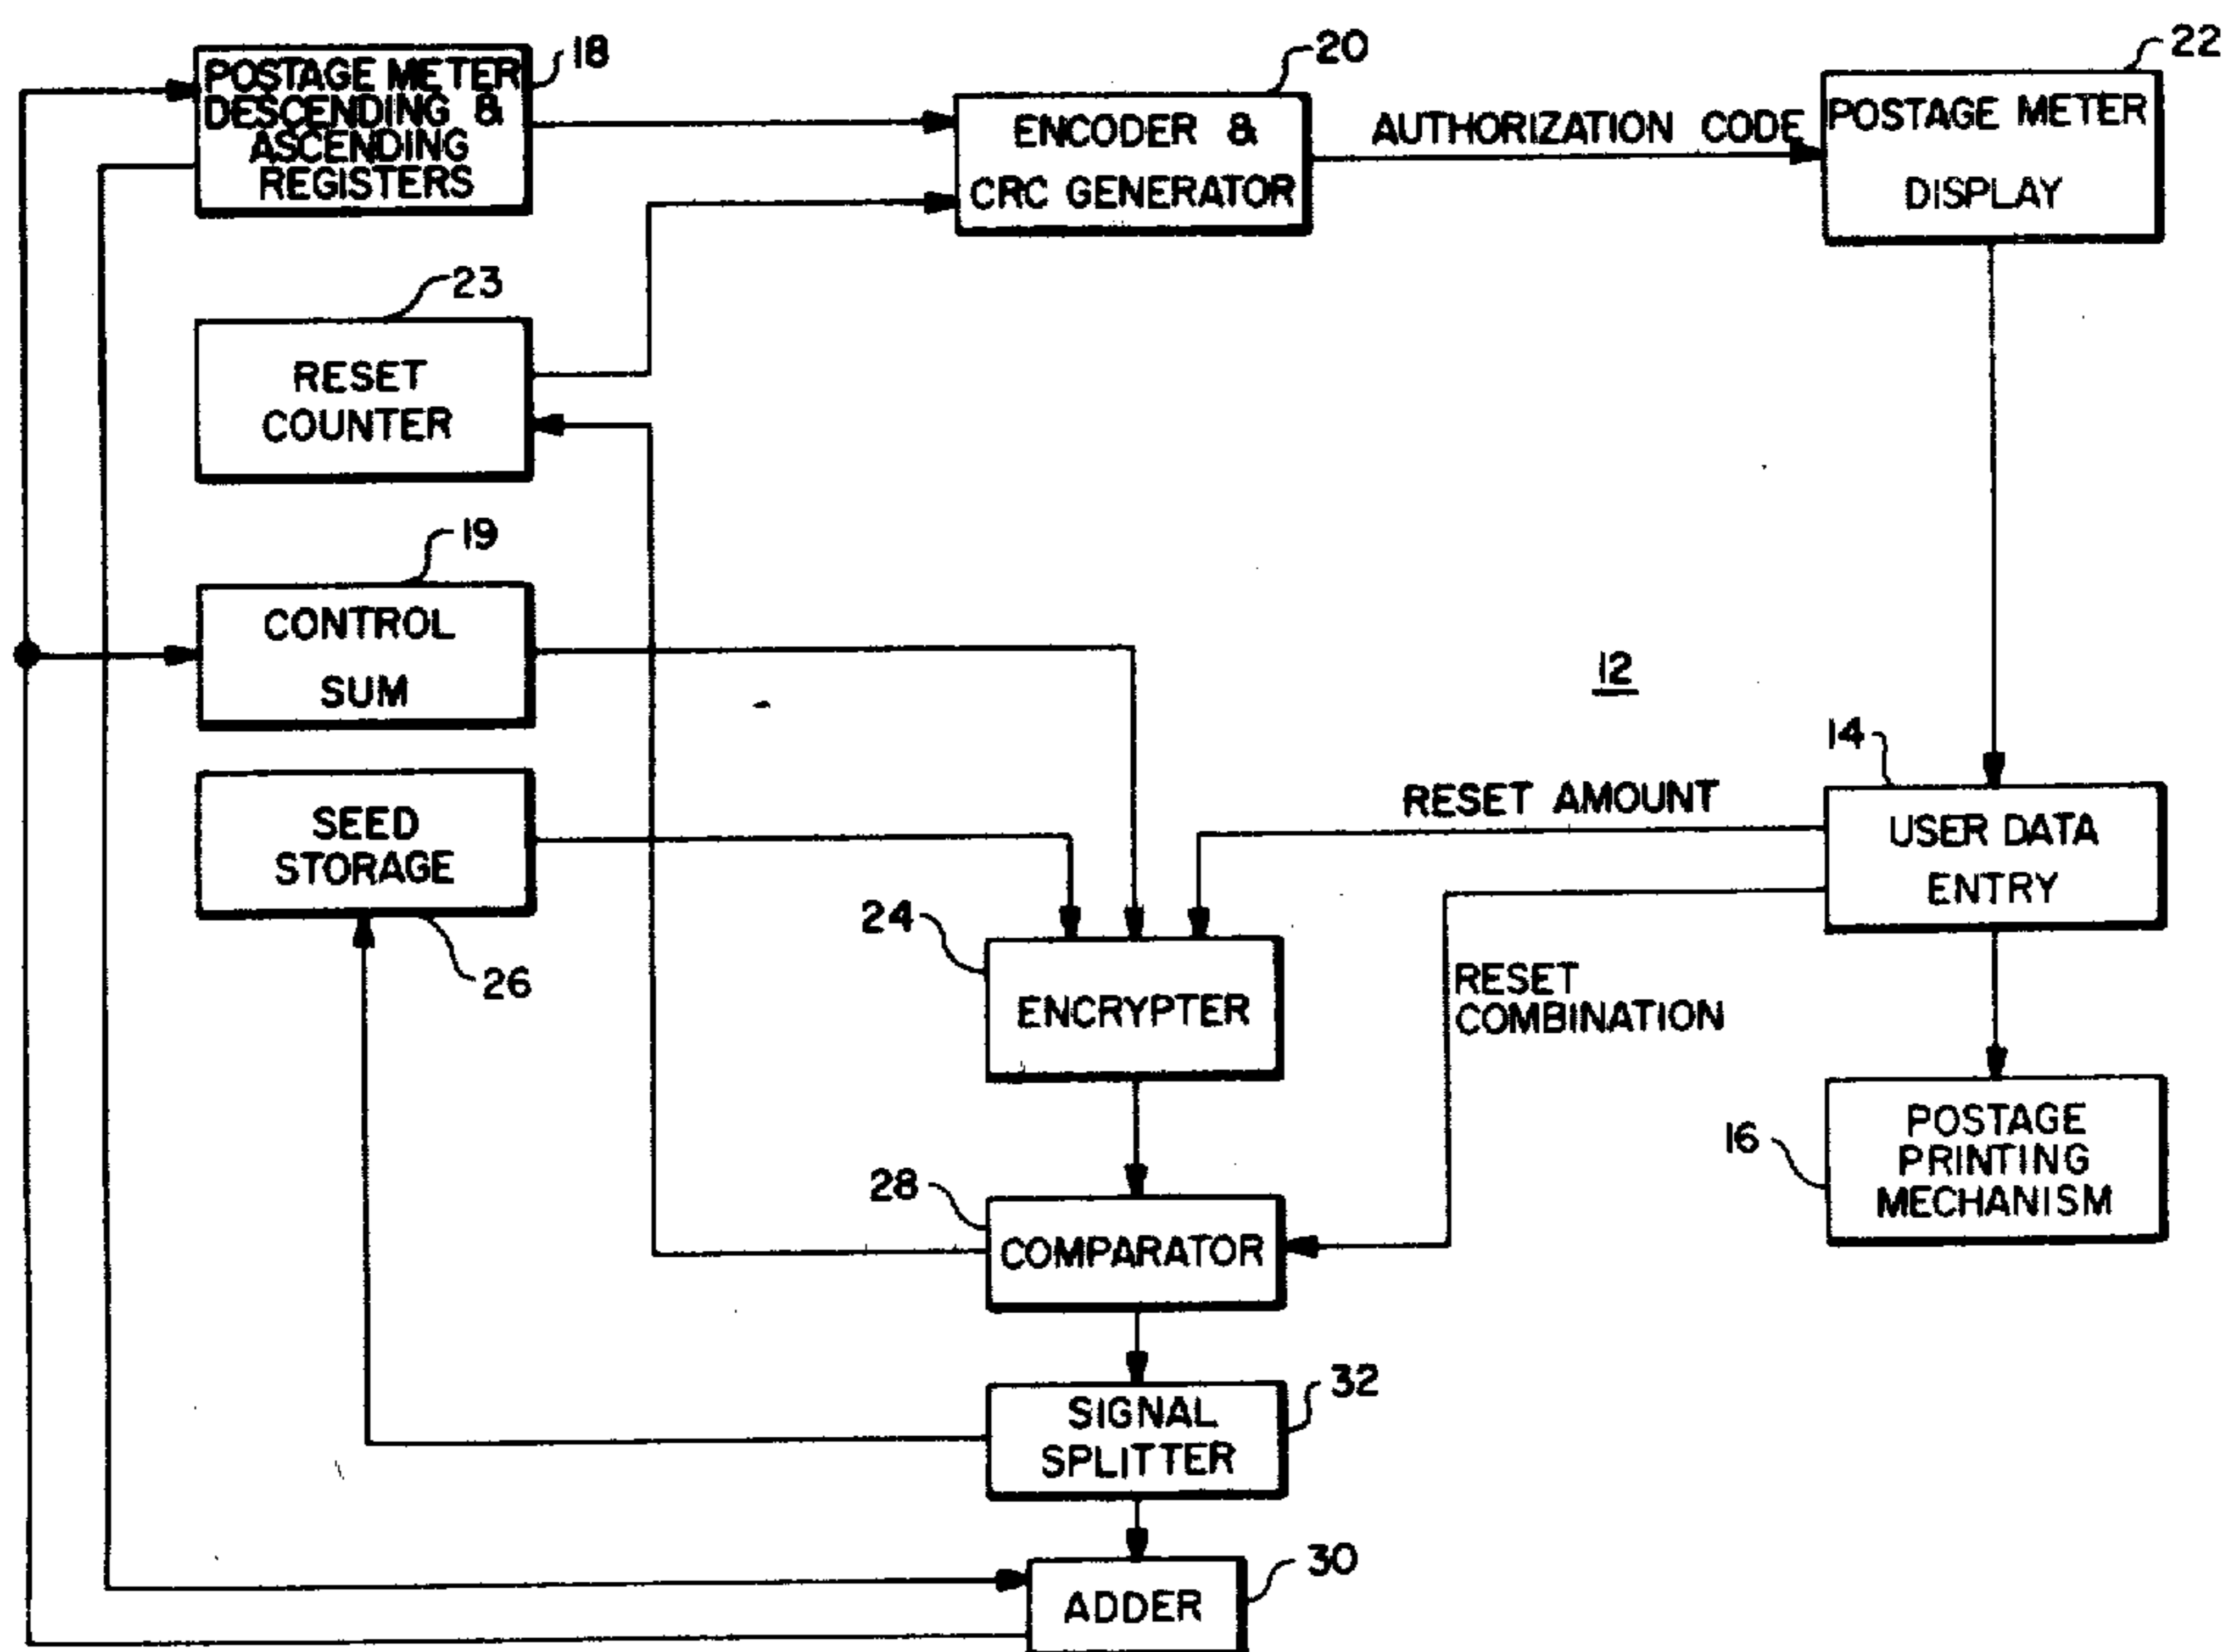 18
POSTAGE METER
DESCENDING &
ASCENDING
REGISTERS
20
ENCODER &
CRC GENERATOR
AUTHORIZATION CODE
22
POSTAGE METER
DISPLAY
23
RESET
COUNTER
19
CONTROL
SUM
12
SEED
STORAGE
26
14
RESET AMOUNT
USER DATA
ENTRY
24
ENCRYPTER
RESET
COMBINATION
16
POSTAGE
PRINTING
MECHANISM
28
COMPARATOR
32
SIGNAL
SPLITTER
30
ADDER